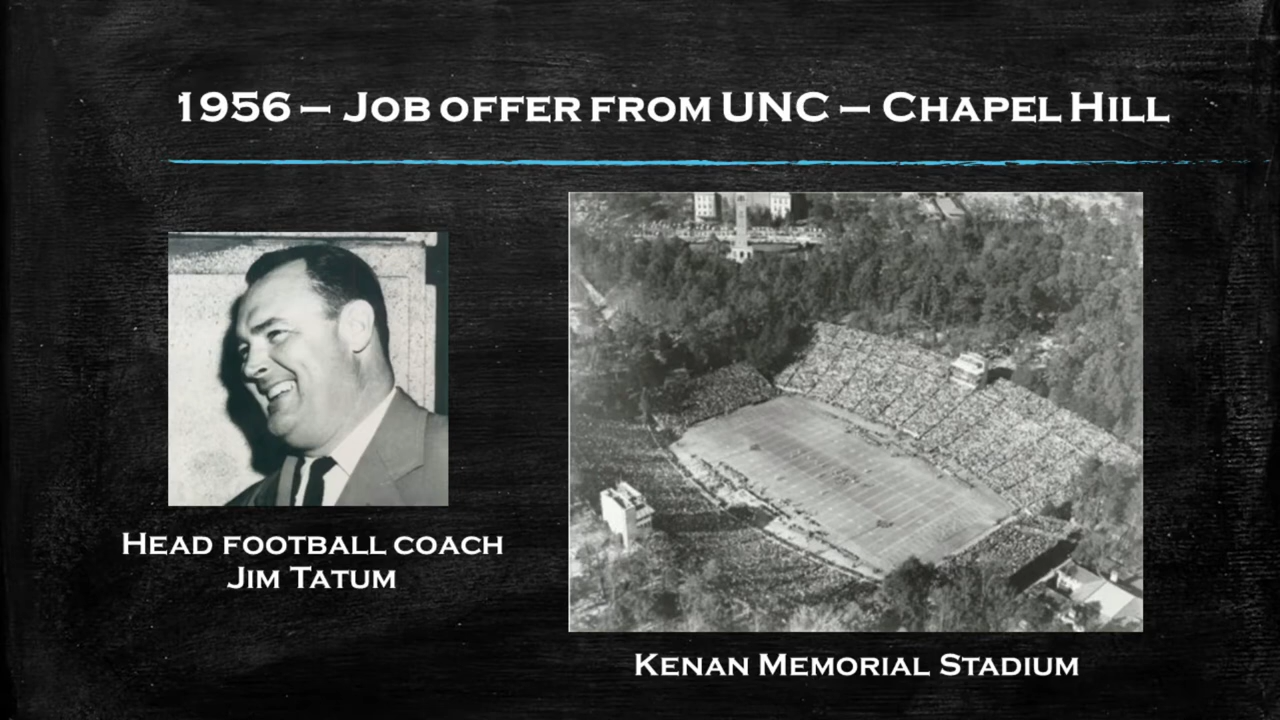 1956 – Job offer from UNC – Chapel Hill
Head football coach
Jim Tatum
Kenan Memorial Stadium